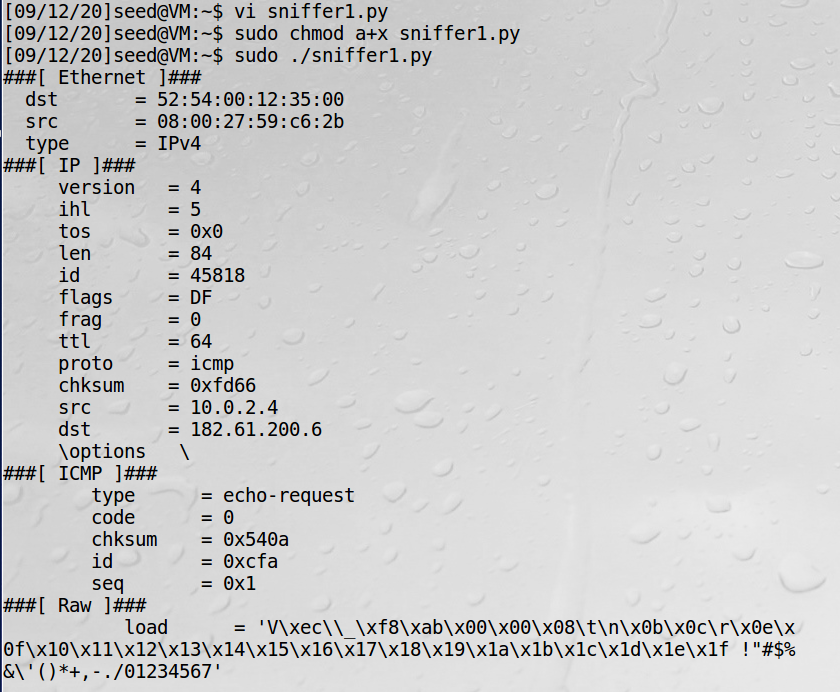 [09/12/20]seed@VM:~$ vi sniffer1.py
[09/12/20]seed@VM:~$ sudo chmod a+x sniffer1.py
[09/12/20]seed@VM:~$ sudo ./sniffer1.py
###[ Ethernet ]###
  dst       = 52:54:00:12:35:00
  src       = 08:00:27:59:c6:2b
  type      = IPv4
###[ IP ]###
     version   = 4
     ihl       = 5
     tos       = 0x0
     len       = 84
     id        = 45818
     flags     = DF
     frag      = 0
     ttl       = 64
     proto     = icmp
     chksum    = 0xfd66
     src       = 10.0.2.4
     dst       = 182.61.200.6
     \options   \
###[ ICMP ]###
        type      = echo-request
        code      = 0
        chksum    = 0x540a
        id        = 0xcfa
        seq       = 0x1
###[ Raw ]###
           load      = 'V\xec\\_\xf8\xab\x00\x00\x08\t\n\x0b\x0c\r\x0e\x
0f\x10\x11\x12\x13\x14\x15\x16\x17\x18\x19\x1a\x1b\x1c\x1d\x1e\x1f !"#$%
&\'()*+,-./01234567'